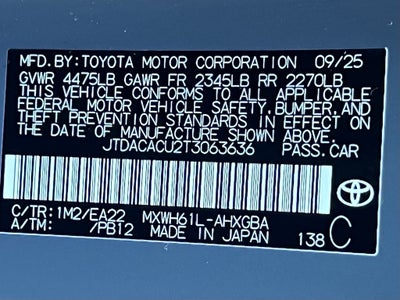 MFD.BY: TOYOTA MOTOR CORPORATION 09/25
GVWR 4475LB GAWR FR 2345LB RR 2270LB
THIS VEHICLE CONFORMS TO ALL APPLICABLE
FEDERAL MOTOR VEHICLE SAFETY, BUMPER, AND
THEFT PREVENTION STANDARDS IN EFFECT ON
THE DATE OF MANUFACTURE SHOWN ABOVE.
JTDACACU2T3063636 PASS.CAR
TOYOTA
C/TR: 1M2/EA22 MXWH61L-AHXGBA
A/TM: /PB12 MADE IN JAPAN 138 C